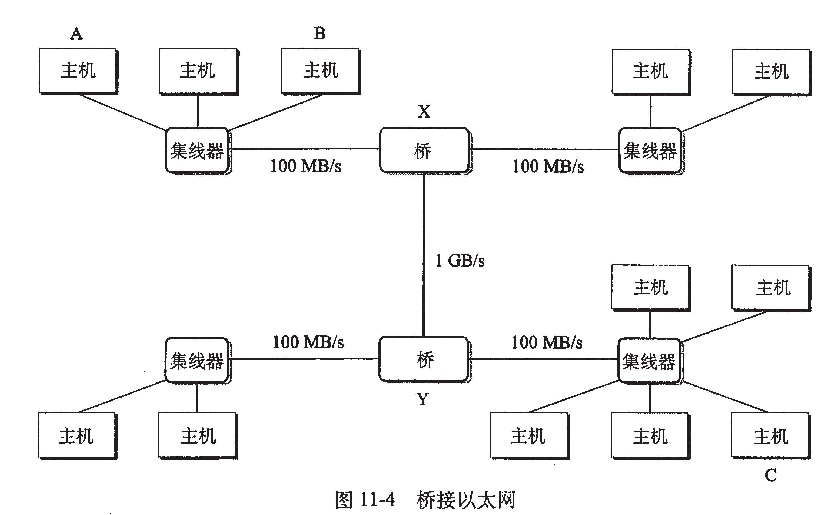 A B
主机 主机 主机 主机 主机
X
集线器 桥 集线器
100 MB/s 100 MB/s
1 GB/s
主机 主机
100 MB/s 100 MB/s
集线器 桥 集线器
Y
主机 主机 主机 主机 主机
C
图 11-4 桥接以太网